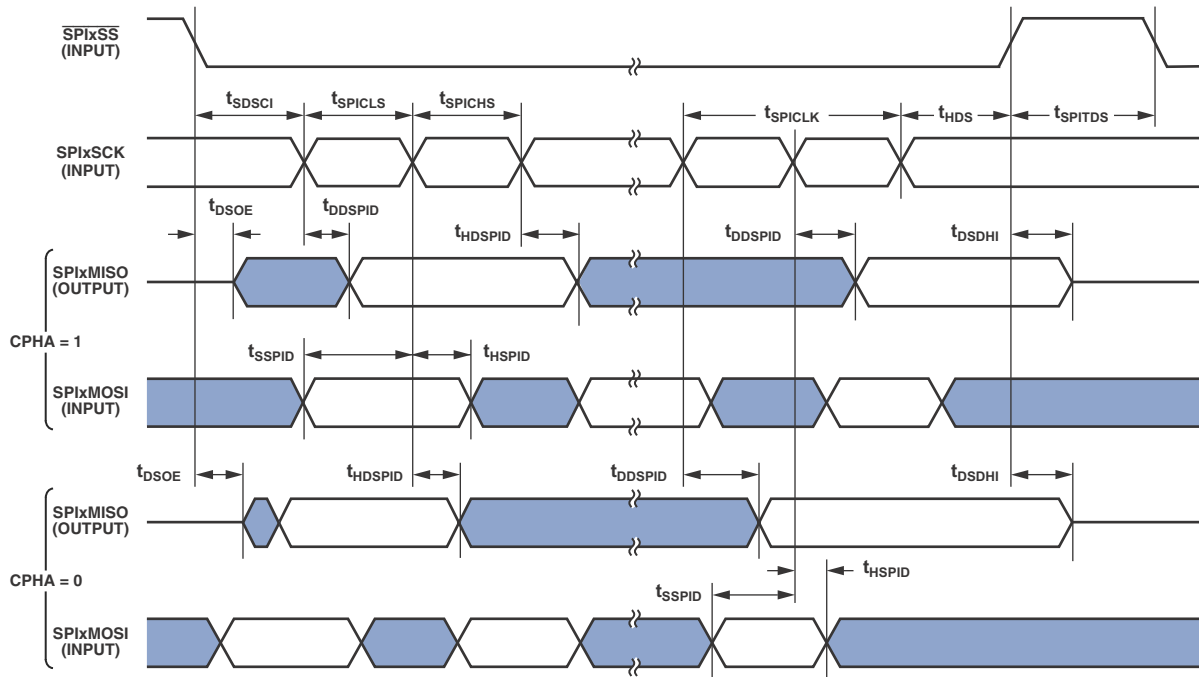 SPIxSS
(INPUT)
tSDSCI tSPICLS tSPICHS tSPICLK tHDS tSPITDS
SPIxSCK
(INPUT)
tDSOE tDDSPID tHDSPID tDDSPID tDSDHI
SPIxMISO
(OUTPUT)
CPHA = 1
tSSPID tHSPID
SPIxMOSI
(INPUT)
tDSOE tHDSPID tDDSPID tDSDHI
SPIxMISO
(OUTPUT)
CPHA = 0
tSSPID tHSPID
SPIxMOSI
(INPUT)